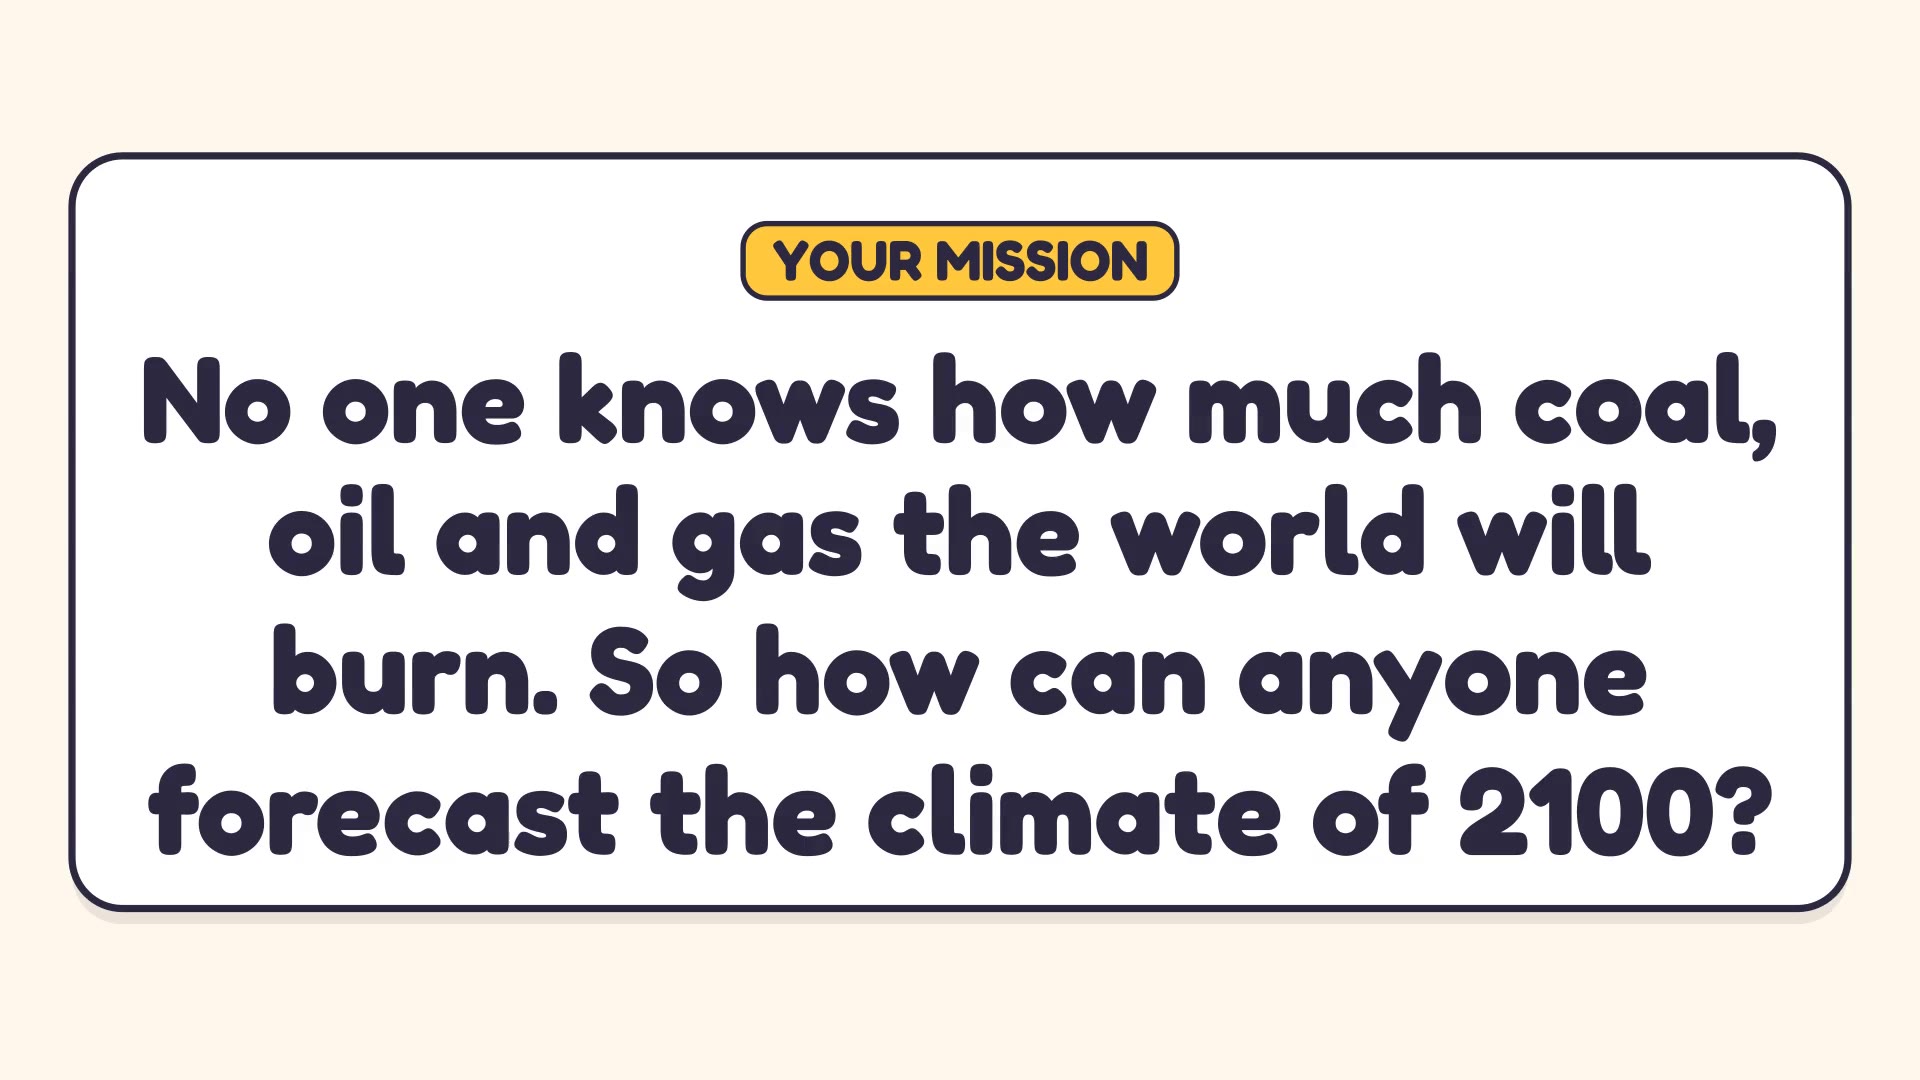 YOUR MISSION
No one knows how much coal,
oil and gas the world will
burn. So how can anyone
forecast the climate of 2100?